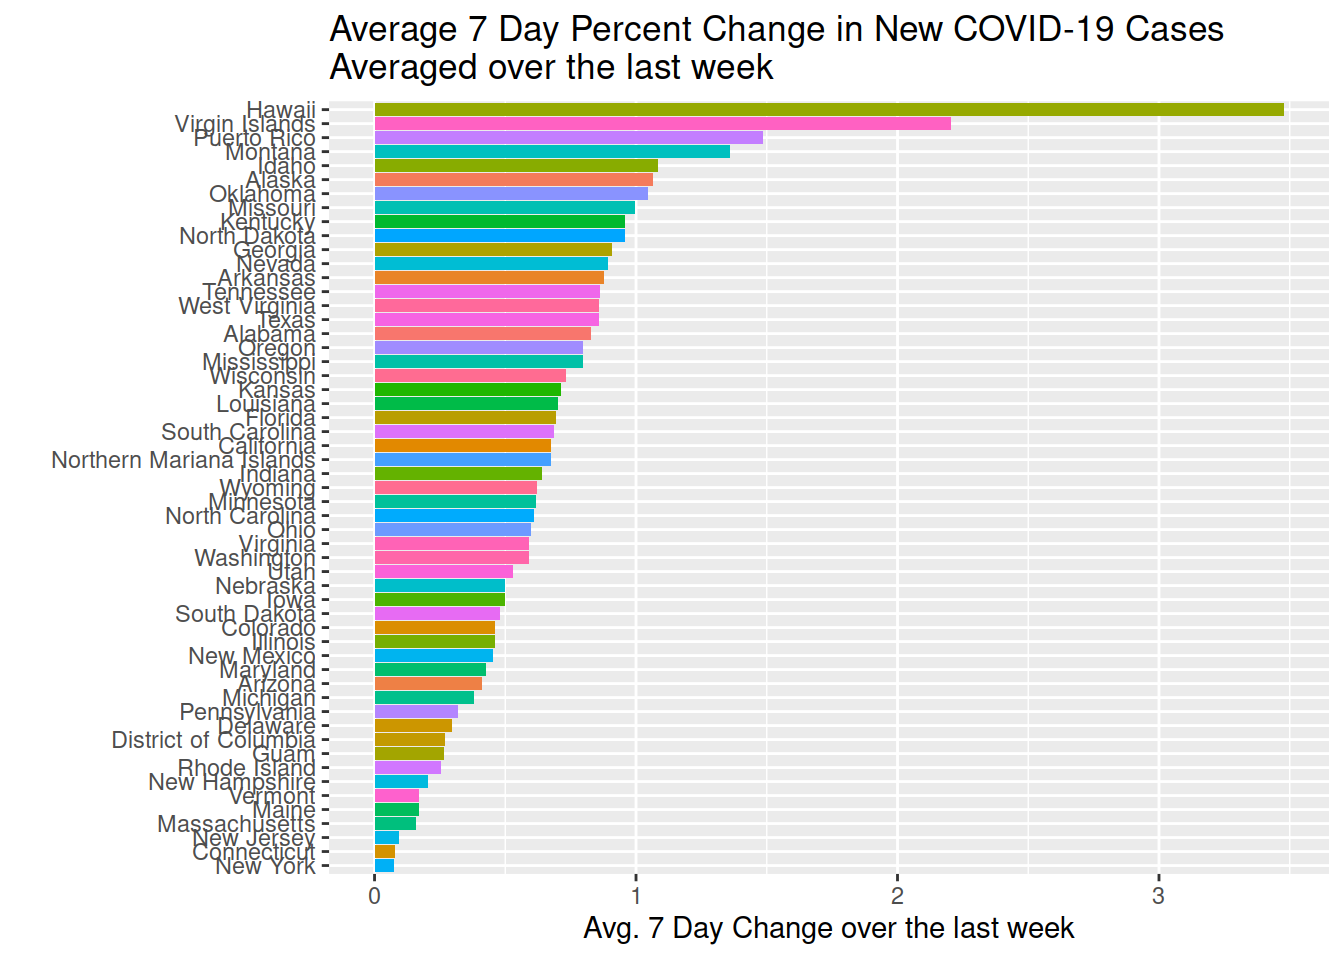 Average 7 Day Percent Change in New COVID-19 Cases
Averaged over the last week
Hawaii
Virgin Islands
Puerto Rico
Montana
Idaho
Alaska
Oklahoma
Missouri
Kentucky
North Dakota
Georgia
Nevada
Arkansas
Tennessee
West Virginia
Texas
Alabama
Oregon
Mississippi
Wisconsin
Kansas
Louisiana
Florida
South Carolina
California
Northern Mariana Islands
Indiana
Wyoming
Minnesota
North Carolina
Ohio
Virginia
Washington
Utah
Nebraska
Iowa
South Dakota
Colorado
Illinois
New Mexico
Maryland
Arizona
Michigan
Pennsylvania
Delaware
District of Columbia
Guam
Rhode Island
New Hampshire
Vermont
Maine
Massachusetts
New Jersey
Connecticut
New York
0 1 2 3
Avg. 7 Day Change over the last week